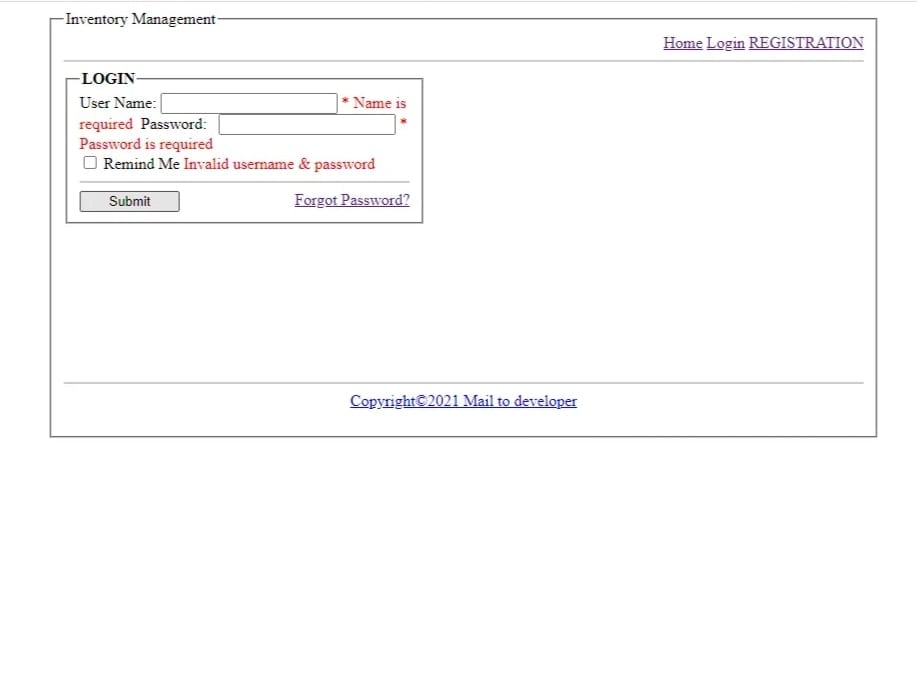 Inventory Management
Home Login REGISTRATION
LOGIN
User Name: * Name is
required Password: *
Password is required
Remind Me Invalid username & password
Submit Forgot Password?
Copyright©2021 Mail to developer